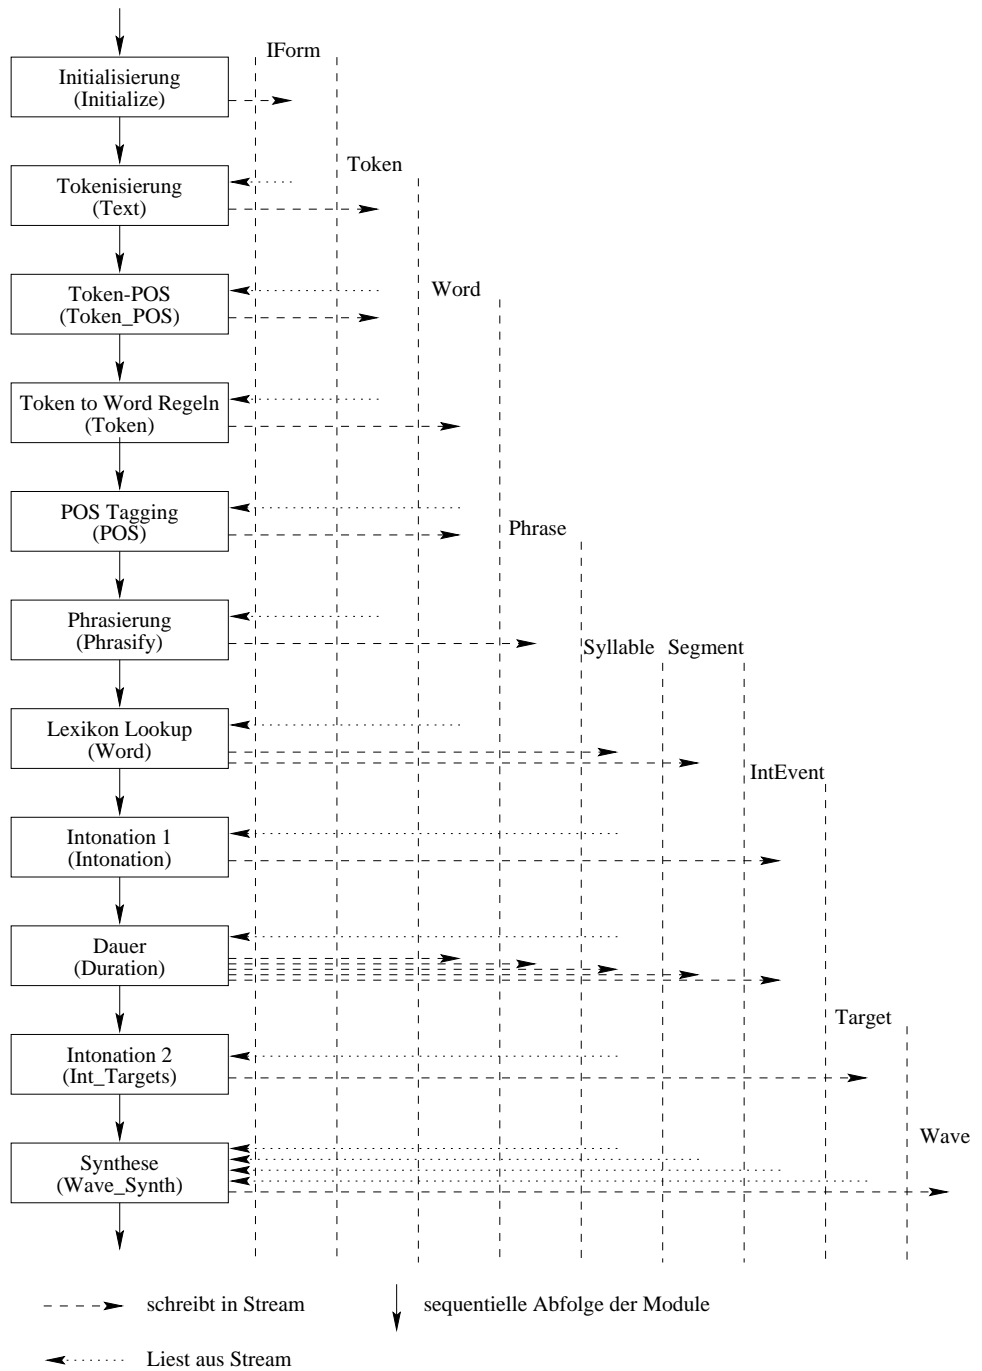 IForm
Initialisierung
(Initialize)
Token
Tokenisierung
(Text)
Word
Token-POS
(Token_POS)
Token to Word Regeln
(Token)
POS Tagging
(POS)
Phrase
Phrasierung
(Phrasify)
Syllable
Segment
Lexikon Lookup
(Word)
IntEvent
Intonation 1
(Intonation)
Dauer
(Duration)
Target
Intonation 2
(Int_Targets)
Wave
Synthese
(Wave_Synth)
schreibt in Stream
sequentielle Abfolge der Module
Liest aus Stream